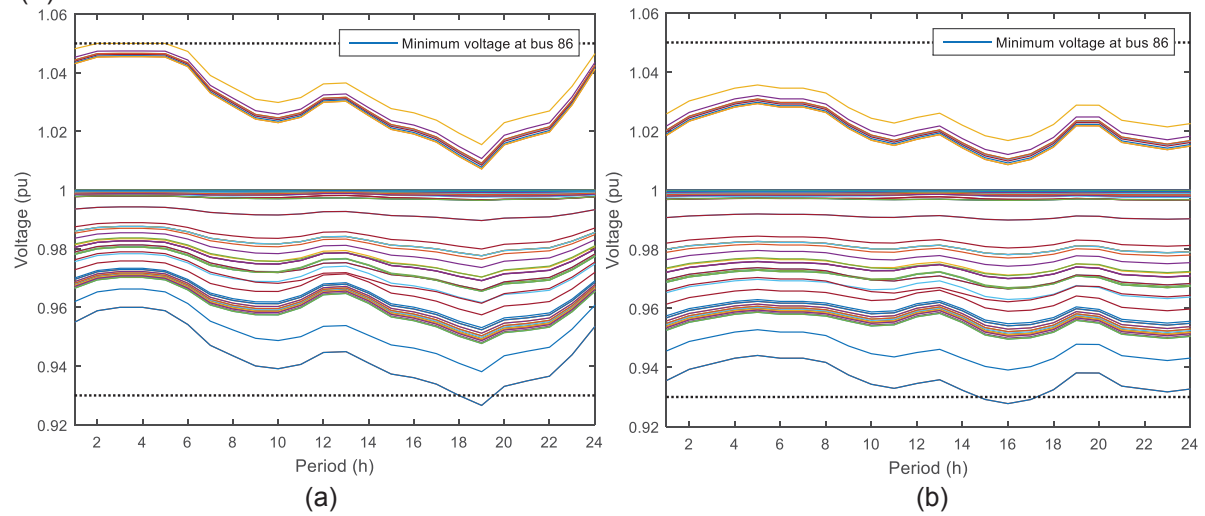 1.06
1.04
1.02
1
0.98
0.96
0.94
0.92
Voltage (pu)
Minimum voltage at bus 86
2 4 6 8 10 12 14 16 18 20 22 24
Period (h)
(a)
1.06
1.04
1.02
1
0.98
0.96
0.94
0.92
Voltage (pu)
Minimum voltage at bus 86
2 4 6 8 10 12 14 16 18 20 22 24
Period (h)
(b)